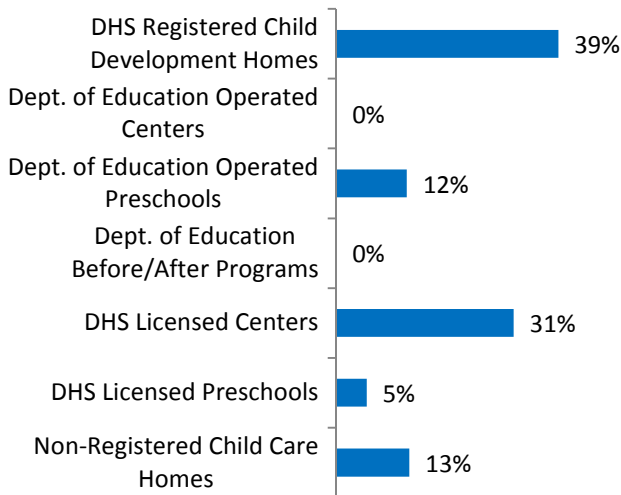 DHS Registered Child
Development Homes
39%
Dept. of Education Operated
Centers
0%
Dept. of Education Operated
Preschools
12%
Dept. of Education
Before/After Programs
0%
DHS Licensed Centers
31%
DHS Licensed Preschools
5%
Non-Registered Child Care
Homes
13%